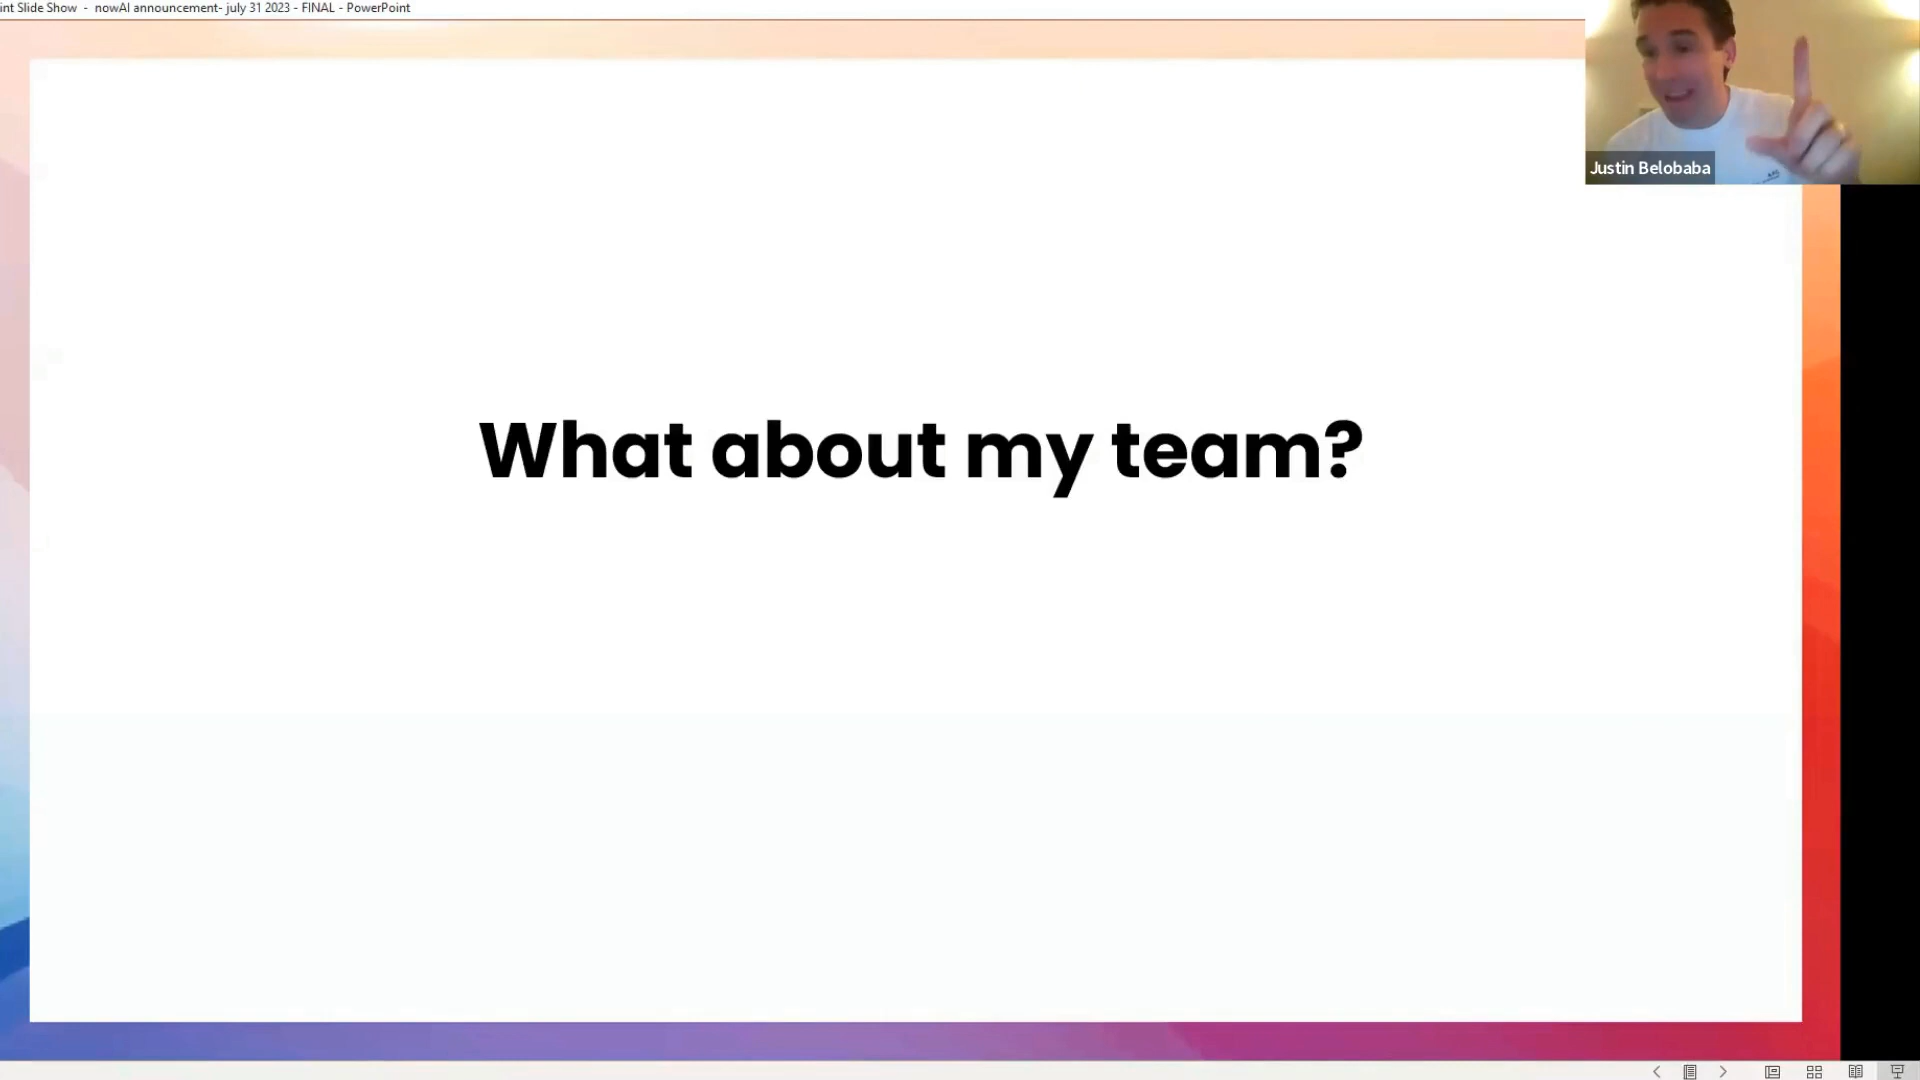 int Slide Show - nowAI announcement- july 31 2023 - FINAL - PowerPoint
Justin Belobaba
What about my team?